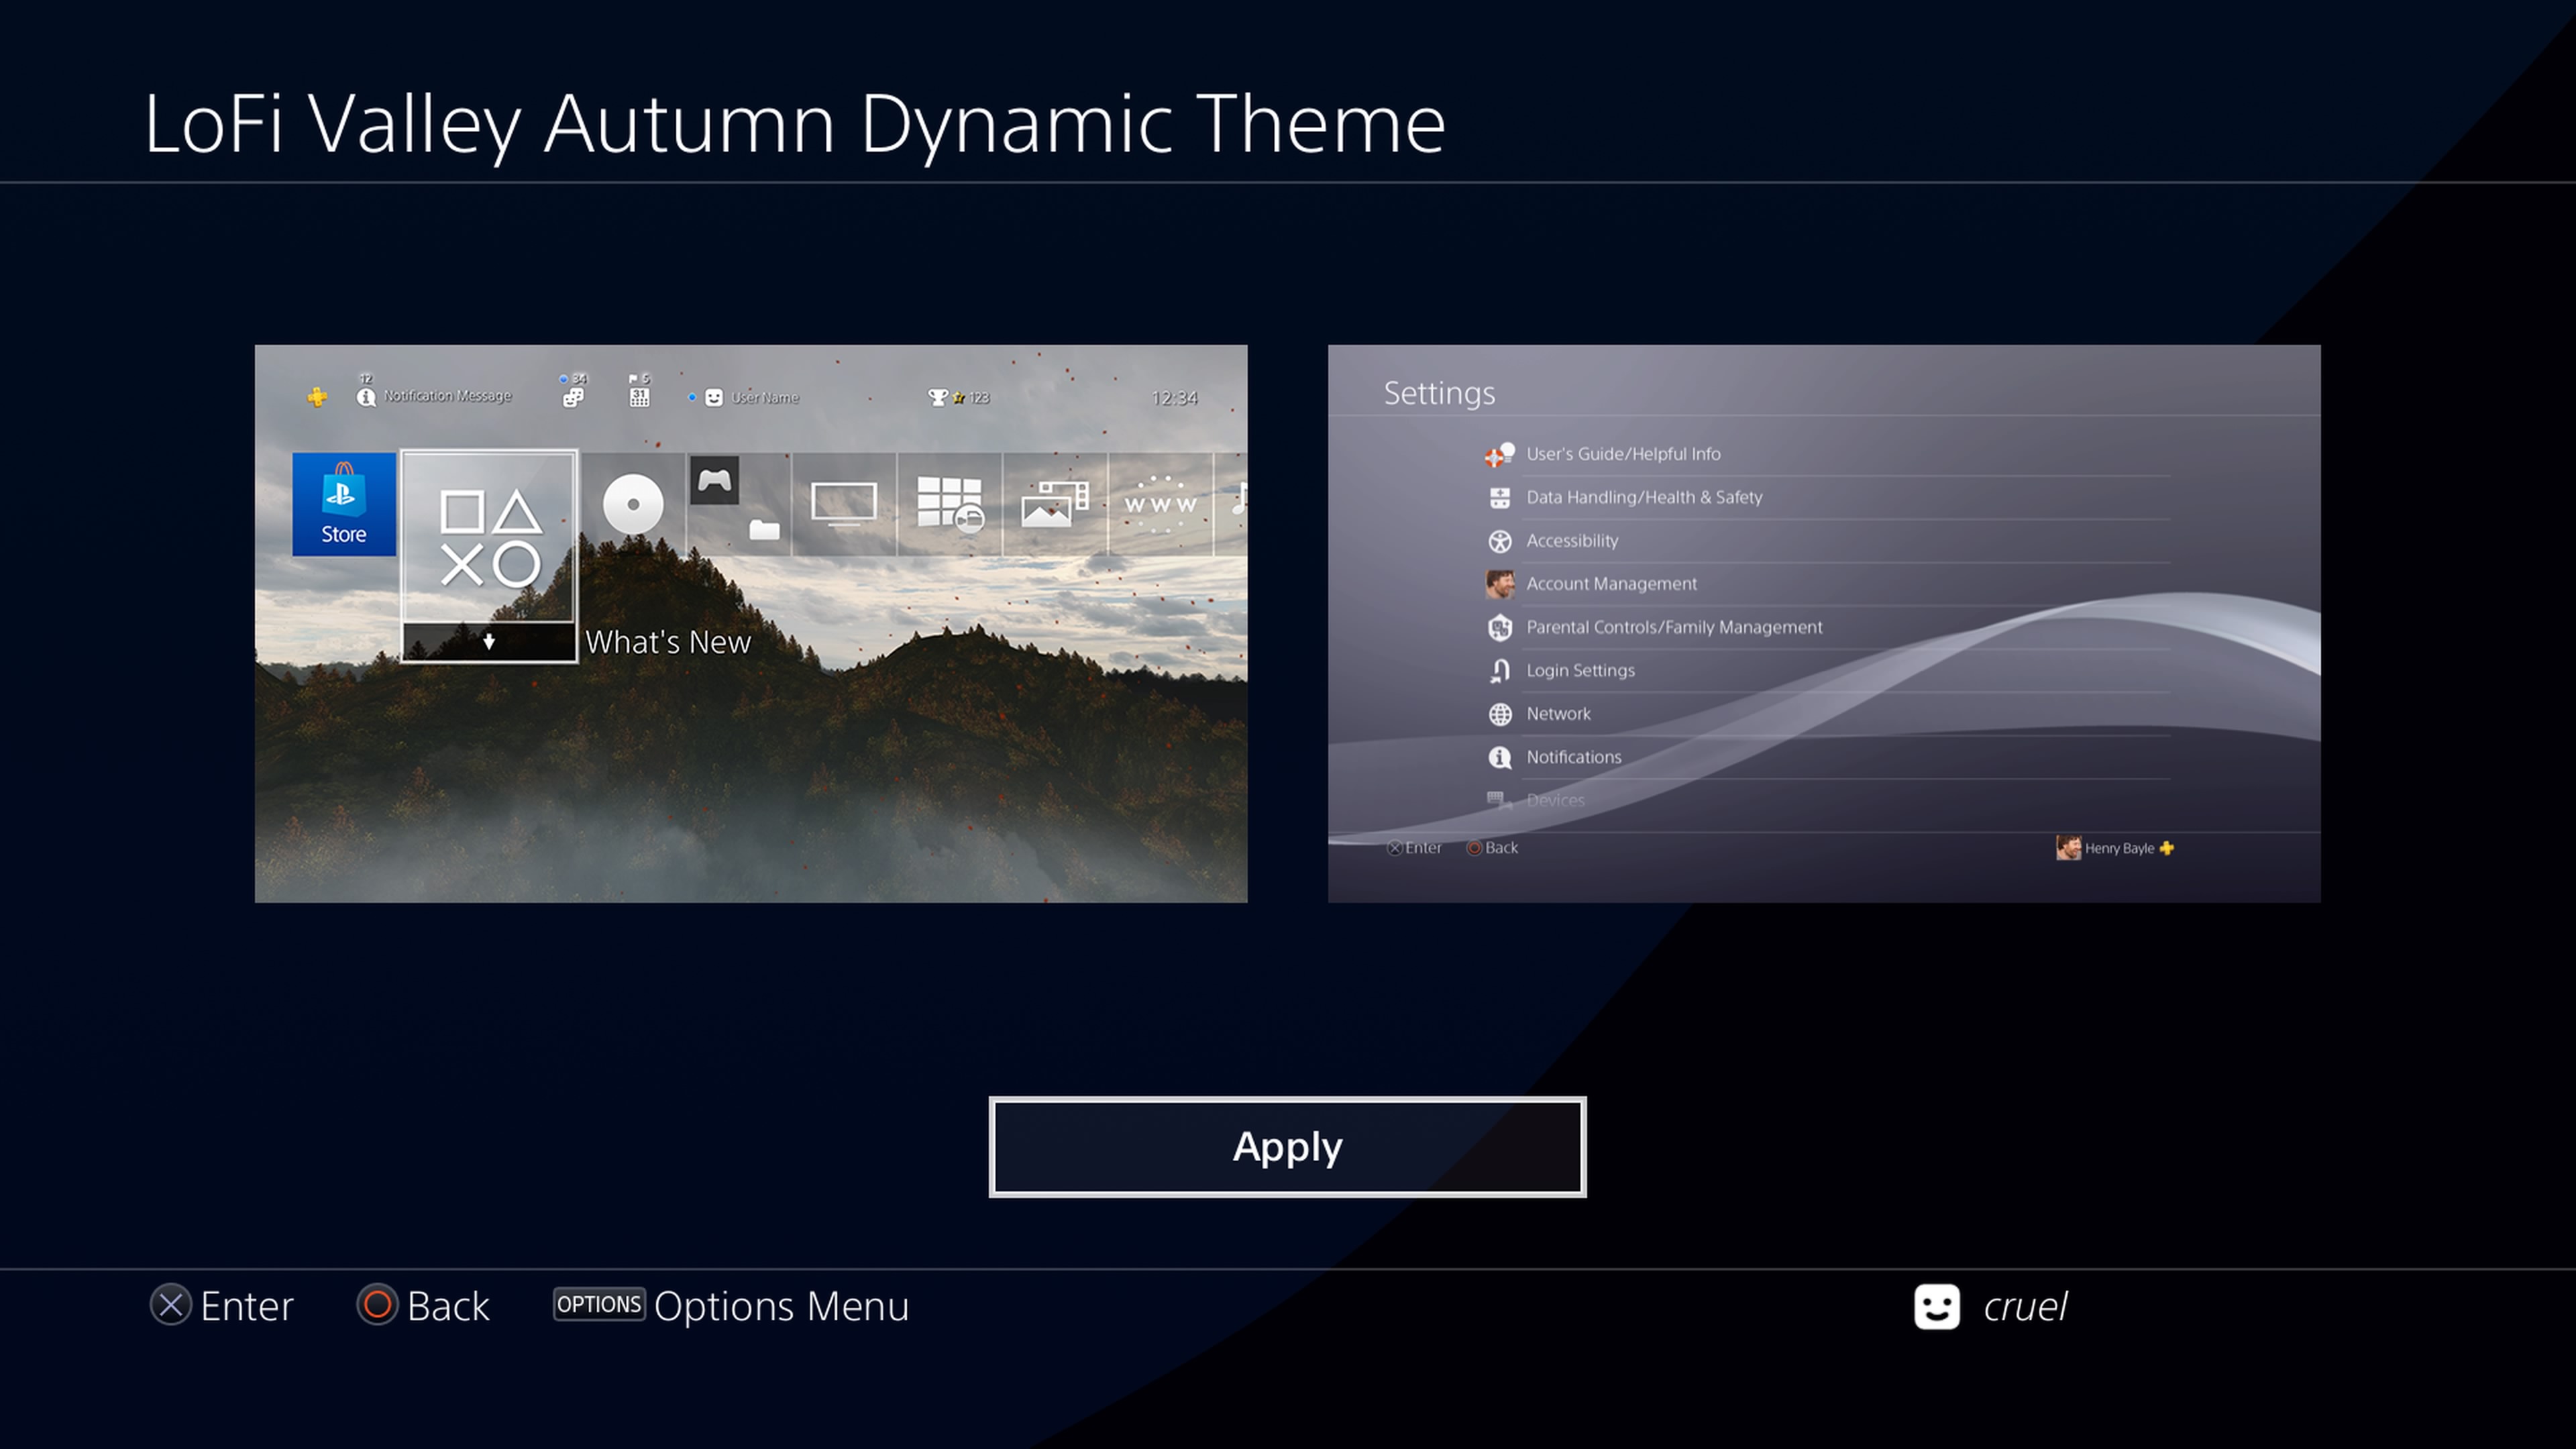 LoFi Valley Autumn Dynamic Theme
12
Notification Message
34
5
31
User Name
123
12:34
Store
WWW
What's New
Settings
User's Guide/Helpful Info
Data Handling/Health & Safety
Accessibility
Account Management
Parental Controls/Family Management
Login Settings
Network
Notifications
Devices
Enter
Back
Henry Bayle
Apply
Enter
Back
OPTIONS
Options Menu
cruel